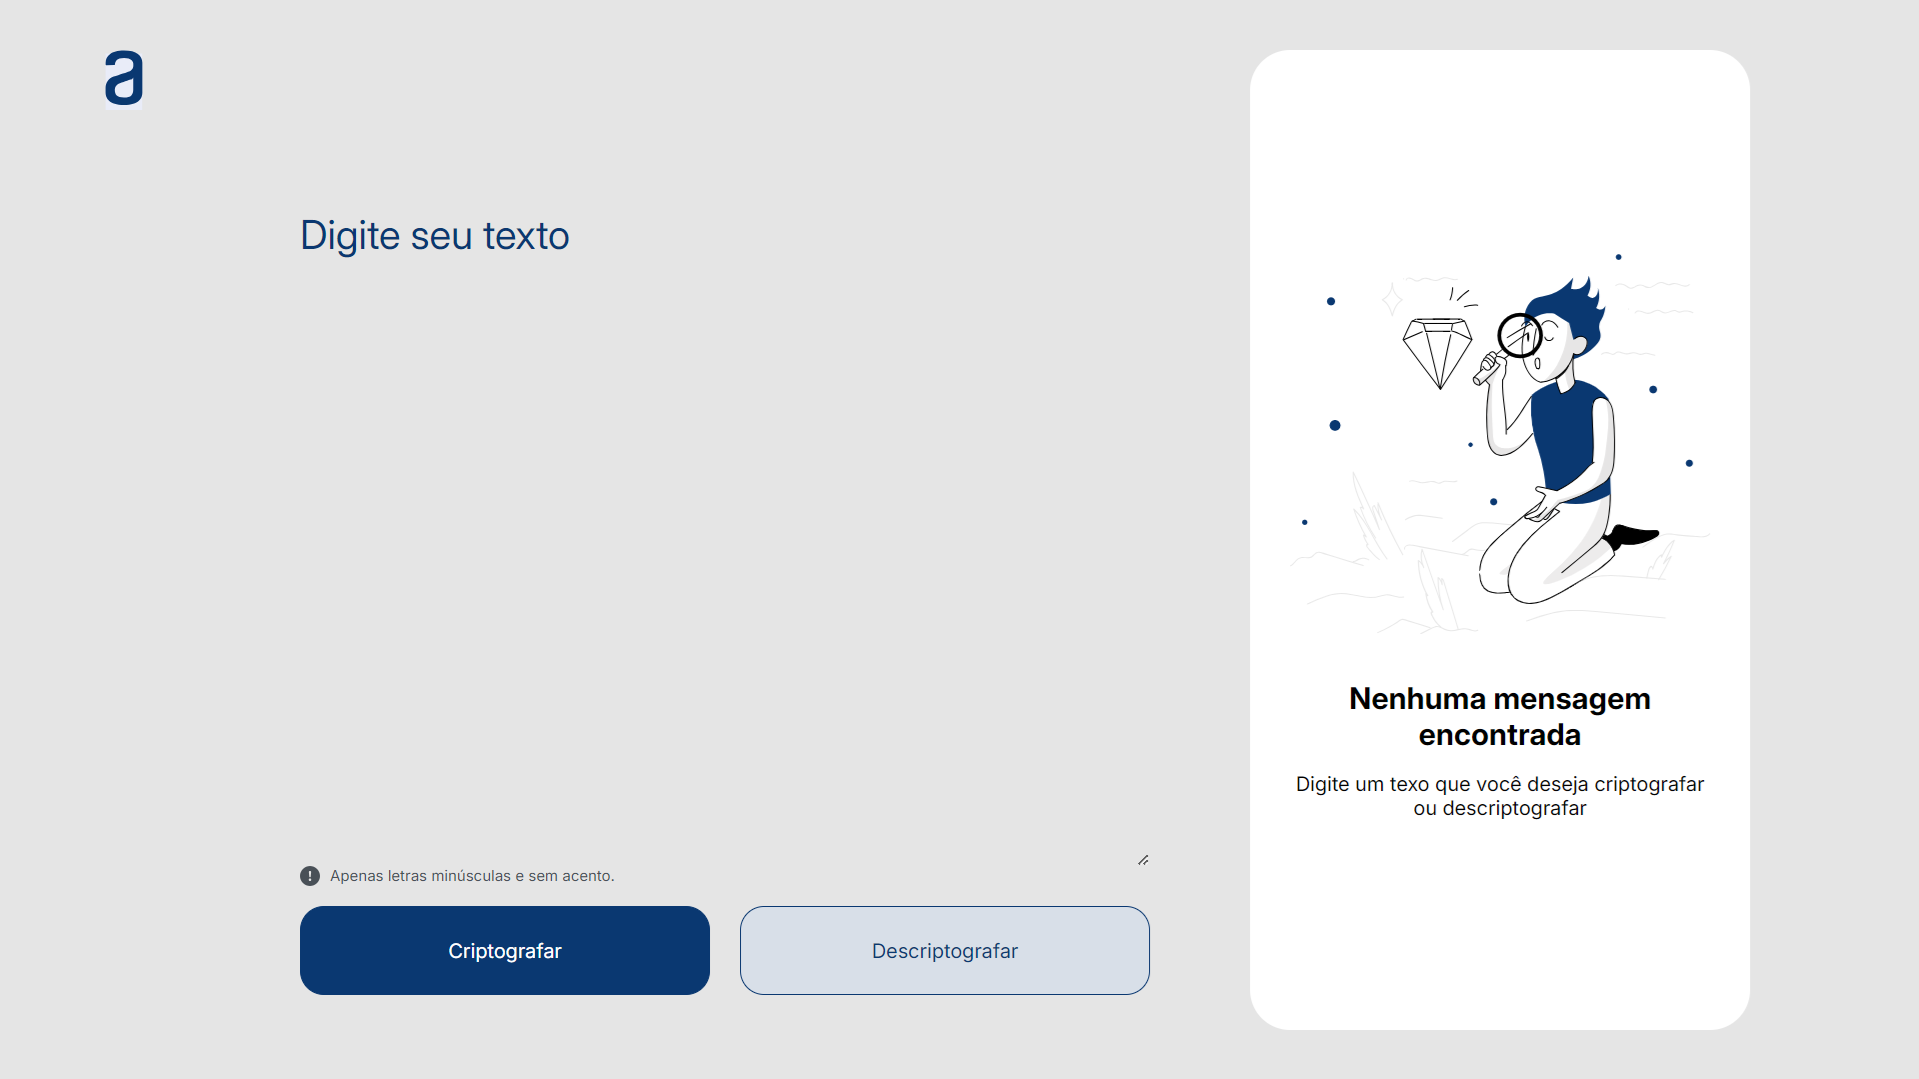 a
Digite seu texto
Apenas letras minúsculas e sem acento.
Criptografar
Descriptografar
Nenhuma mensagem
encontrada
Digite um texo que você deseja criptografar
ou descriptografar